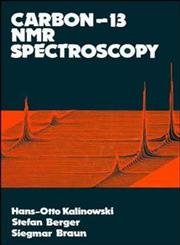 CARBON-13
NMR
SPECTROSCOPY
Hans-Otto Kalinowski
Stefan Berger
Siegmar Braun